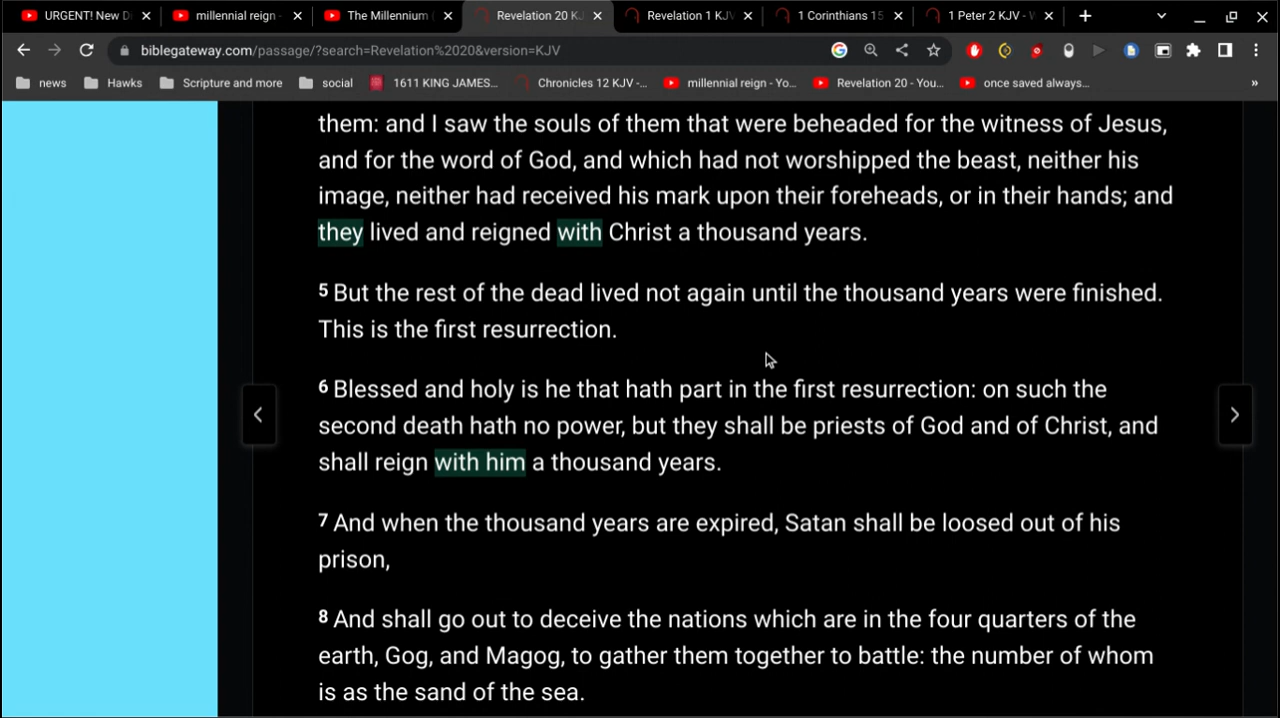 URGENT! New Di
millennial reign -
The Millennium (
Revelation 20 KJ
Revelation 1 KJV
1 Corinthians 15
1 Peter 2 KJV - W
biblegateway.com/passage/?search=Revelation%2020&version=KJV
news
Hawks
Scripture and more
social
1611 KING JAMES...
Chronicles 12 KJV -...
millennial reign - Yo...
Revelation 20 - You...
once saved always...
»
them: and I saw the souls of them that were beheaded for the witness of Jesus,
and for the word of God, and which had not worshipped the beast, neither his
image, neither had received his mark upon their foreheads, or in their hands; and
they lived and reigned with Christ a thousand years.
5 But the rest of the dead lived not again until the thousand years were finished.
This is the first resurrection.
6 Blessed and holy is he that hath part in the first resurrection: on such the
second death hath no power, but they shall be priests of God and of Christ, and
shall reign with him a thousand years.
7 And when the thousand years are expired, Satan shall be loosed out of his
prison,
8 And shall go out to deceive the nations which are in the four quarters of the
earth, Gog, and Magog, to gather them together to battle: the number of whom
is as the sand of the sea.